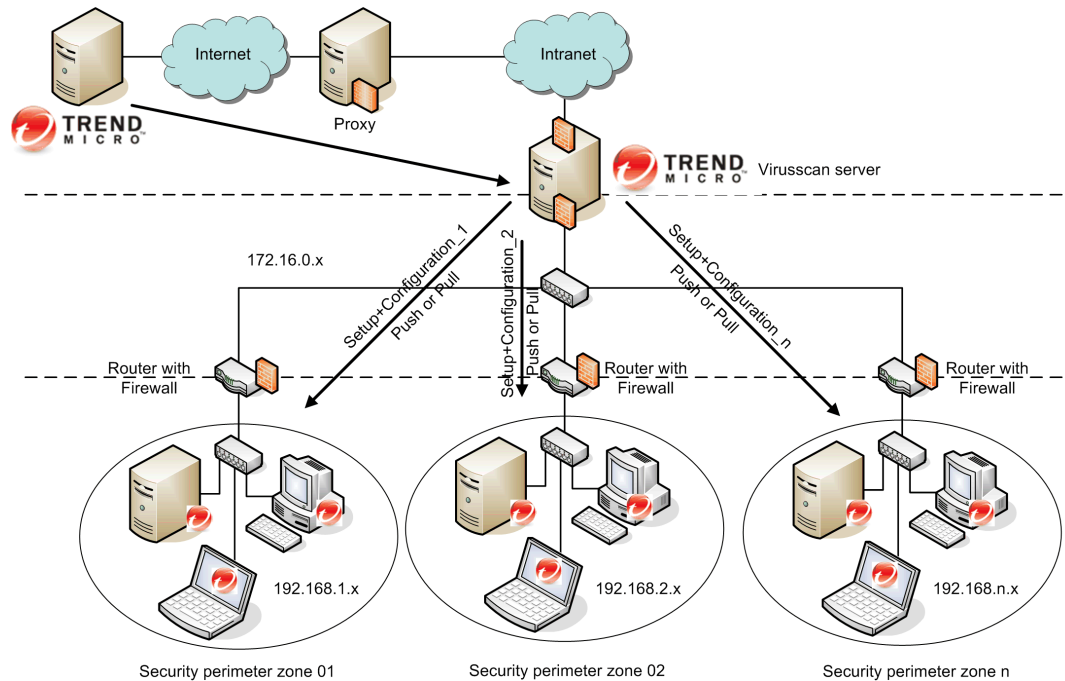 Internet
Intranet
Proxy
TREND
MICRO™
TREND
MICRO™
Virusscan server
172.16.0.x
Setup+Configuration_1
Push or Pull
Setup+Configuration_2
Push or Pull
Setup+Configuration_n
Push or Pull
Router with
Firewall
Router with
Firewall
Router with
Firewall
192.168.1.x
192.168.2.x
192.168.n.x
Security perimeter zone 01
Security perimeter zone 02
Security perimeter zone n